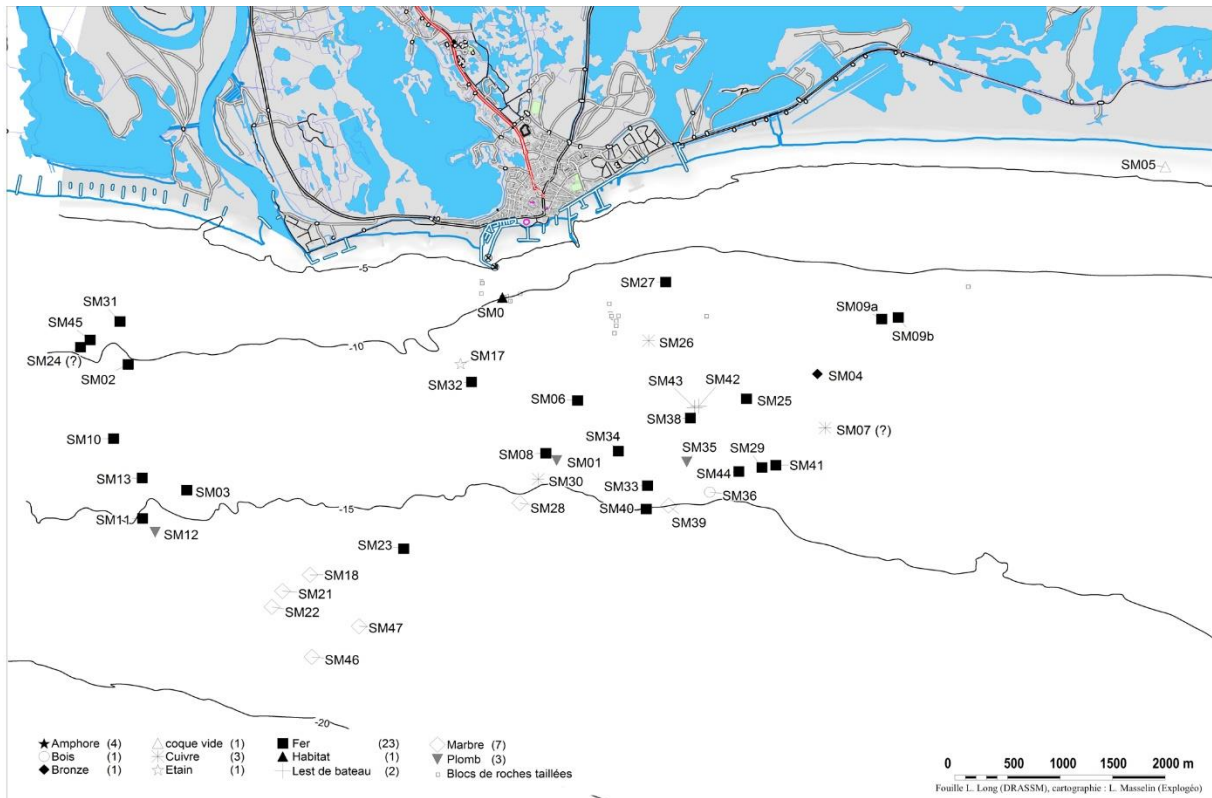 SM05
-5
SM27
SM31
SM0
SM09a
SM09b
SM45
SM26
-10
SM24 (?)
SM17
SM02
SM04
SM32
SM43
SM42
SM06
SM25
SM38
SM07 (?)
SM10
SM34
SM35
SM29
SM08
SM01
SM41
SM44
SM13
SM30
SM33
SM03
SM36
SM28
-15
SM40
SM39
SM11
SM12
SM23
SM18
SM21
SM22
SM47
SM46
-20
Amphore (4)
coque vide (1)
Fer (23)
Marbre (7)
Bois (1)
Cuivre (3)
Habitat (1)
Plomb (3)
Bronze (1)
Etain (1)
Lest de bateau (2)
Blocs de roches taillées
0 500 1000 1500 2000 m
Fouille L. Long (DRASSM), cartographie : L. Masselin (Explogéo)